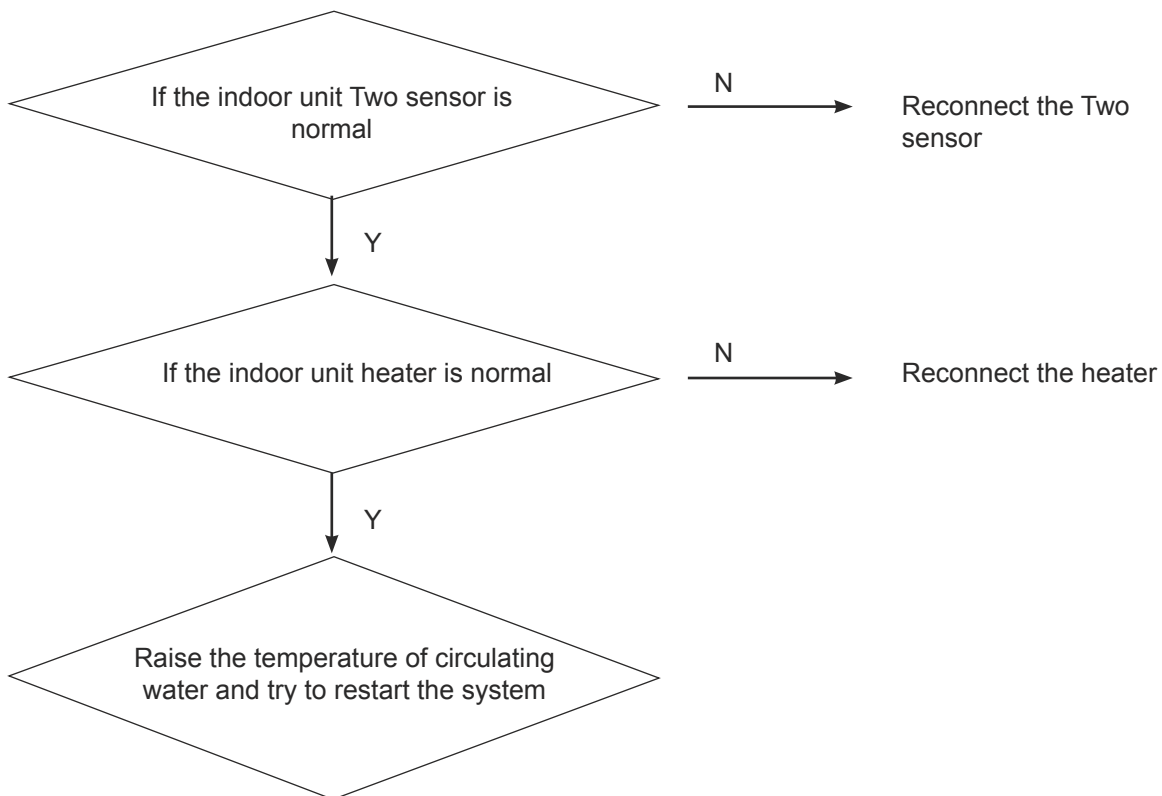 If the indoor unit Two sensor is
normal
N
Reconnect the Two
sensor
Y
If the indoor unit heater is normal
N
Reconnect the heater
Y
Raise the temperature of circulating
water and try to restart the system